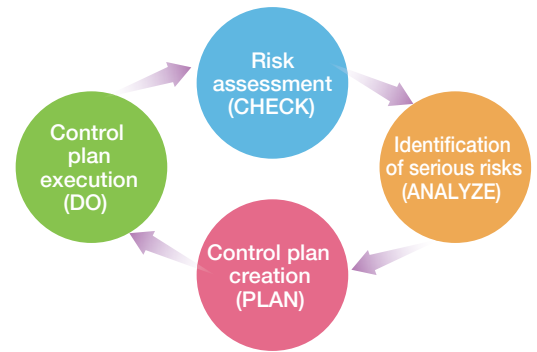 Risk
assessment
(CHECK)
Identification
of serious risks
(ANALYZE)
Control plan
creation
(PLAN)
Control
plan
execution
(DO)